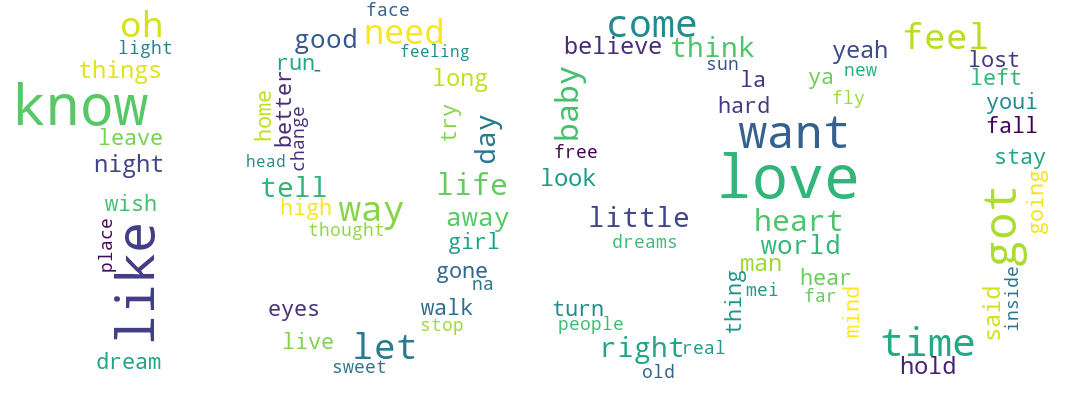 oh
light
things
know
leave
night
wish
place
like
dream
face
need
good
feeling
run_
long
better
home
change
try
day
head
tell
life
high
way
thought
away
girl
gone
na
eyes
walk
stop
live
let
sweet
come
believe
think
sun
la
baby
hard
free
look
want
love
little
heart
dreams
world
man
thing
mei
turn
people
right
real
old
feel
yeah
lost
ya
new
left
fly
youi
fall
stay
going
got
hear
far
mind
said
inside
time
hold